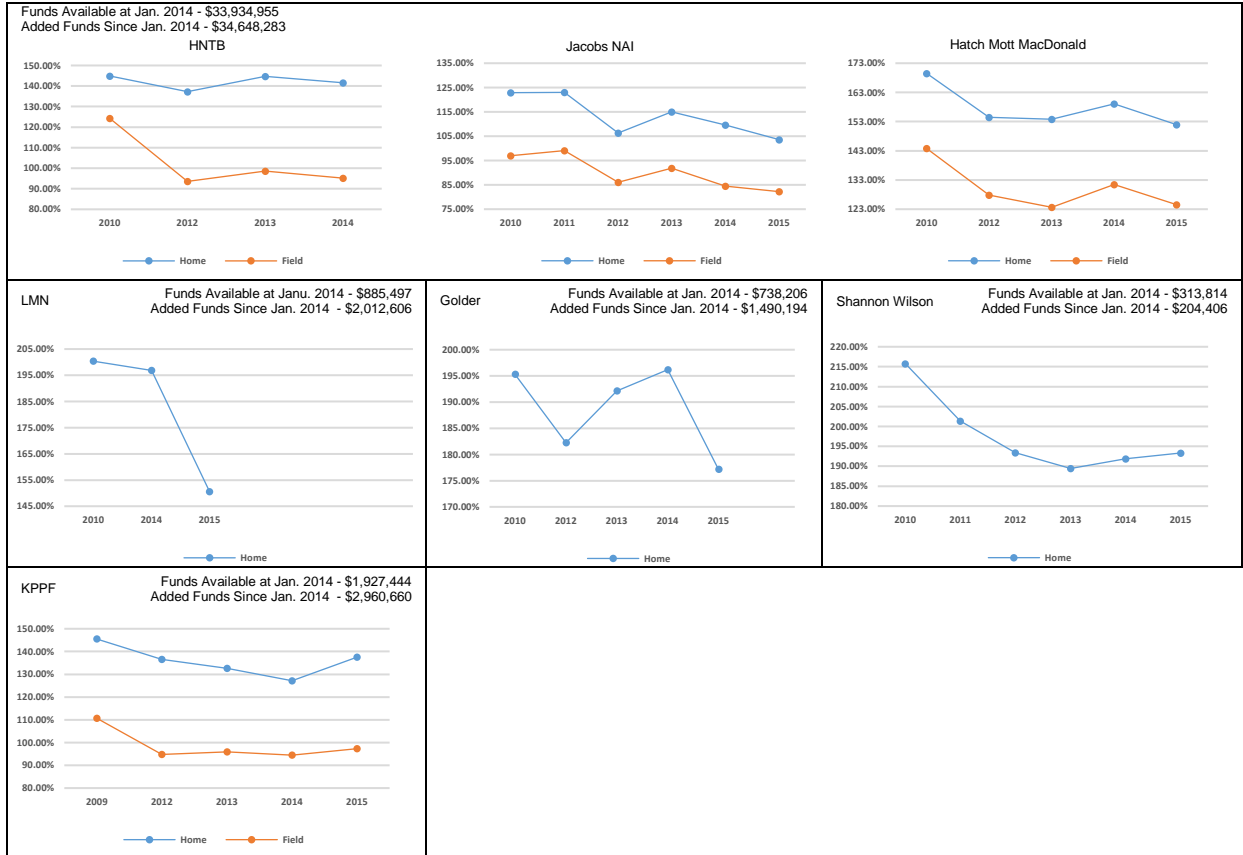 Funds Available at Jan. 2014 - $33,934,955
Added Funds Since Jan. 2014 - $34,648,283
HNTB
150.00%
140.00%
130.00%
120.00%
110.00%
100.00%
90.00%
80.00%
2010 2012 2013 2014
Home Field
Jacobs NAI
135.00%
125.00%
115.00%
105.00%
95.00%
85.00%
75.00%
2010 2011 2012 2013 2014 2015
Home Field
Hatch Mott MacDonald
173.00%
163.00%
153.00%
143.00%
133.00%
123.00%
2010 2012 2013 2014 2015
Home Field
LMN
Funds Available at Janu. 2014 - $885,497
Added Funds Since Jan. 2014 - $2,012,606
205.00%
195.00%
185.00%
175.00%
165.00%
155.00%
145.00%
2010 2014 2015
Home
Golder
Funds Available at Jan. 2014 - $738,206
Added Funds Since Jan. 2014 - $1,490,194
200.00%
195.00%
190.00%
185.00%
180.00%
175.00%
170.00%
2010 2012 2013 2014 2015
Home
Shannon Wilson
Funds Available at Jan. 2014 - $313,814
Added Funds Since Jan. 2014 - $204,406
220.00%
215.00%
210.00%
205.00%
200.00%
195.00%
190.00%
185.00%
180.00%
2010 2011 2012 2013 2014 2015
Home
KPPF
Funds Available at Jan. 2014 - $1,927,444
Added Funds Since Jan. 2014 - $2,960,660
150.00%
140.00%
130.00%
120.00%
110.00%
100.00%
90.00%
80.00%
2009 2012 2013 2014 2015
Home Field